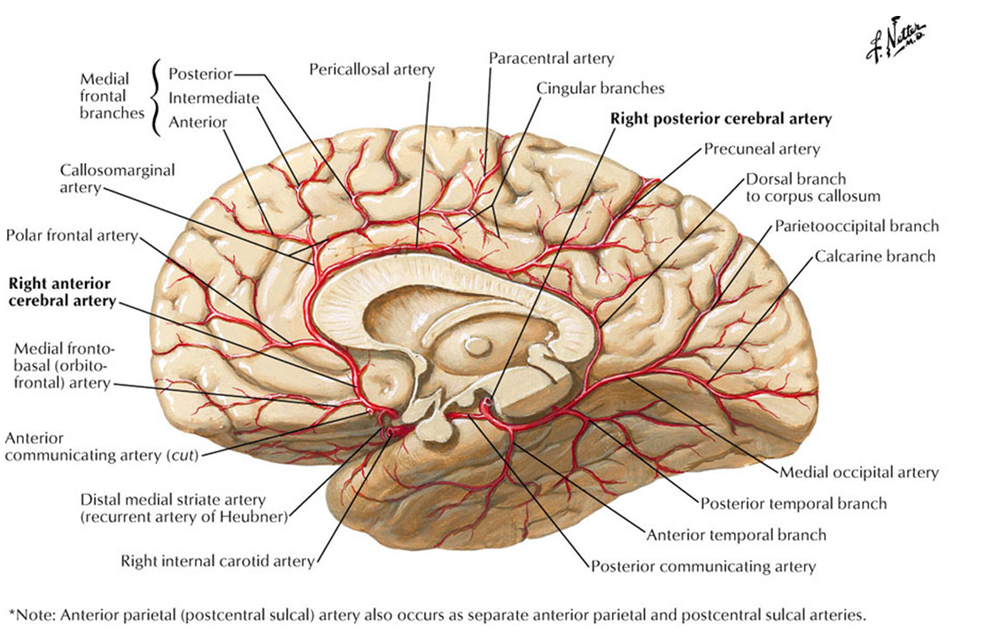 F. Netter
M.D.
Paracentral artery
Pericallosal artery
Medial
frontal
branches
Posterior
Intermediate
Anterior
Cingular branches
Right posterior cerebral artery
Precuneal artery
Callosomarginal
artery
Dorsal branch
to corpus callosum
Parietooccipital branch
Polar frontal artery
Calcarine branch
Right anterior
cerebral artery
Medial fronto-
basal (orbito-
frontal) artery
Anterior
communicating artery (cut)
Medial occipital artery
Distal medial striate artery
(recurrent artery of Heubner)
Posterior temporal branch
Anterior temporal branch
Right internal carotid artery
Posterior communicating artery
*Note: Anterior parietal (postcentral sulcal) artery also occurs as separate anterior parietal and postcentral sulcal arteries.